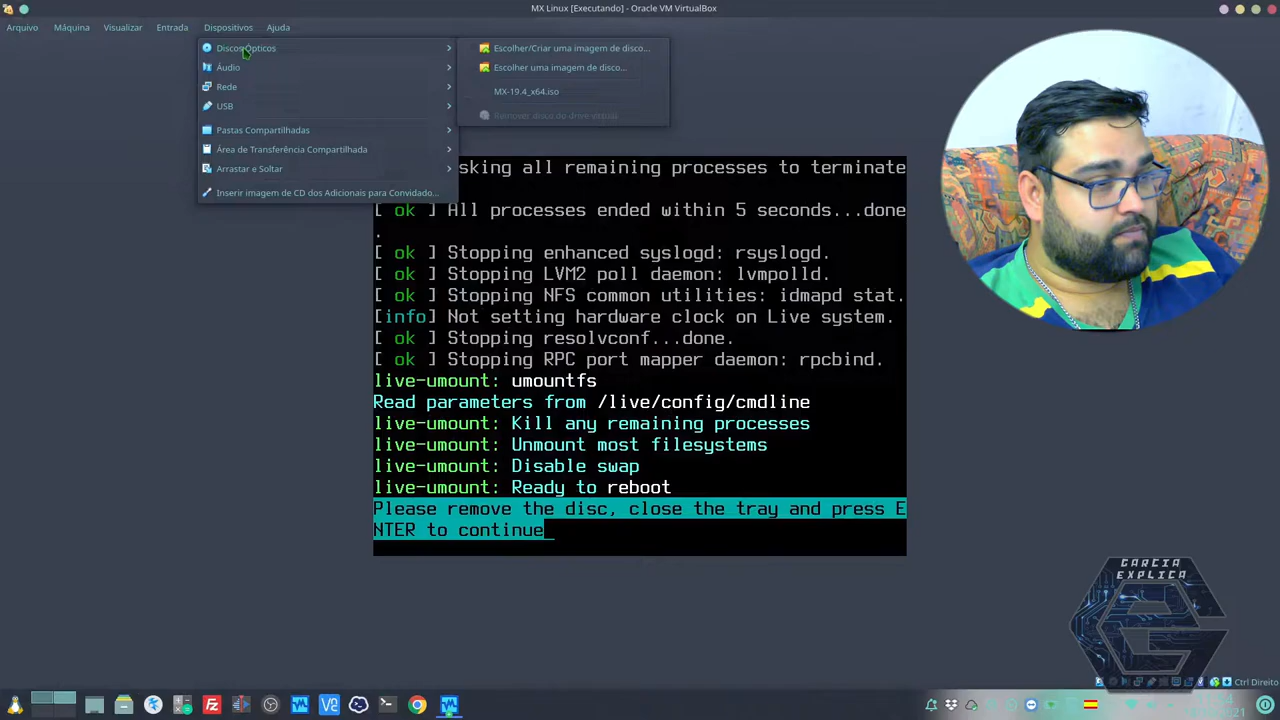 MX Linux [Executando] - Oracle VM VirtualBox
Arquivo Máquina Visualizar Entrada Dispositivos Ajuda
Discos Ópticos
Áudio
Rede
USB
Pastas Compartilhadas
Área de Transferência Compartilhada
Arrastar e Soltar
Inserir imagem de CD dos Adicionais para Convidado...
Escolher/Criar uma imagem de disco...
Escolher uma imagem de disco...
MX-19.4_x64.iso
Remover disco do drive virtual
sking all remaining processes to terminate
[ ok ] All processes ended within 5 seconds...done
.
[ ok ] Stopping enhanced syslogd: rsyslogd.
[ ok ] Stopping LVM2 poll daemon: lvmpolld.
[ ok ] Stopping NFS common utilities: idmapd stat.
[info] Not setting hardware clock on Live system.
[ ok ] Stopping resolvconf...done.
[ ok ] Stopping RPC port mapper daemon: rpcbind.
live-umount: umountfs
Read parameters from /live/config/cmdline
live-umount: Kill any remaining processes
live-umount: Unmount most filesystems
live-umount: Disable swap
live-umount: Ready to reboot
Please remove the disc, close the tray and press E
NTER to continue_
GARCIA
EXPLICA
Ctrl Direito